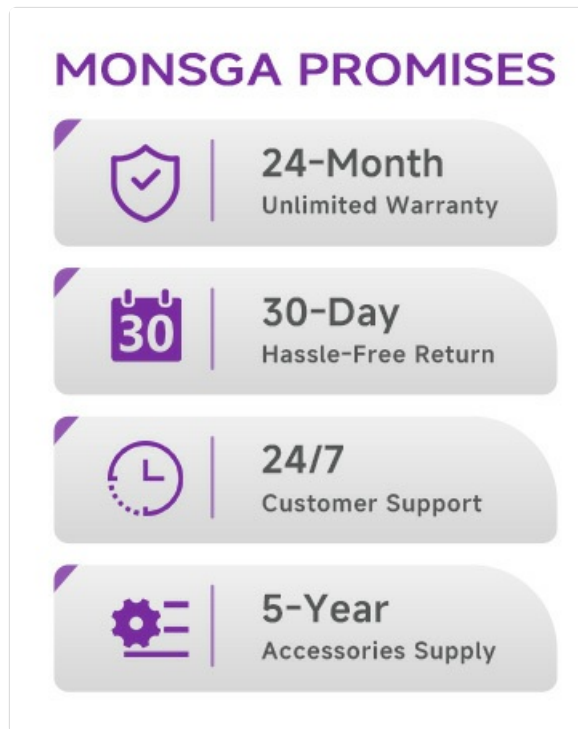 MONSGA PROMISES
24-Month
Unlimited Warranty
30
30-Day
Hassle-Free Return
24/7
Customer Support
5-Year
Accessories Supply